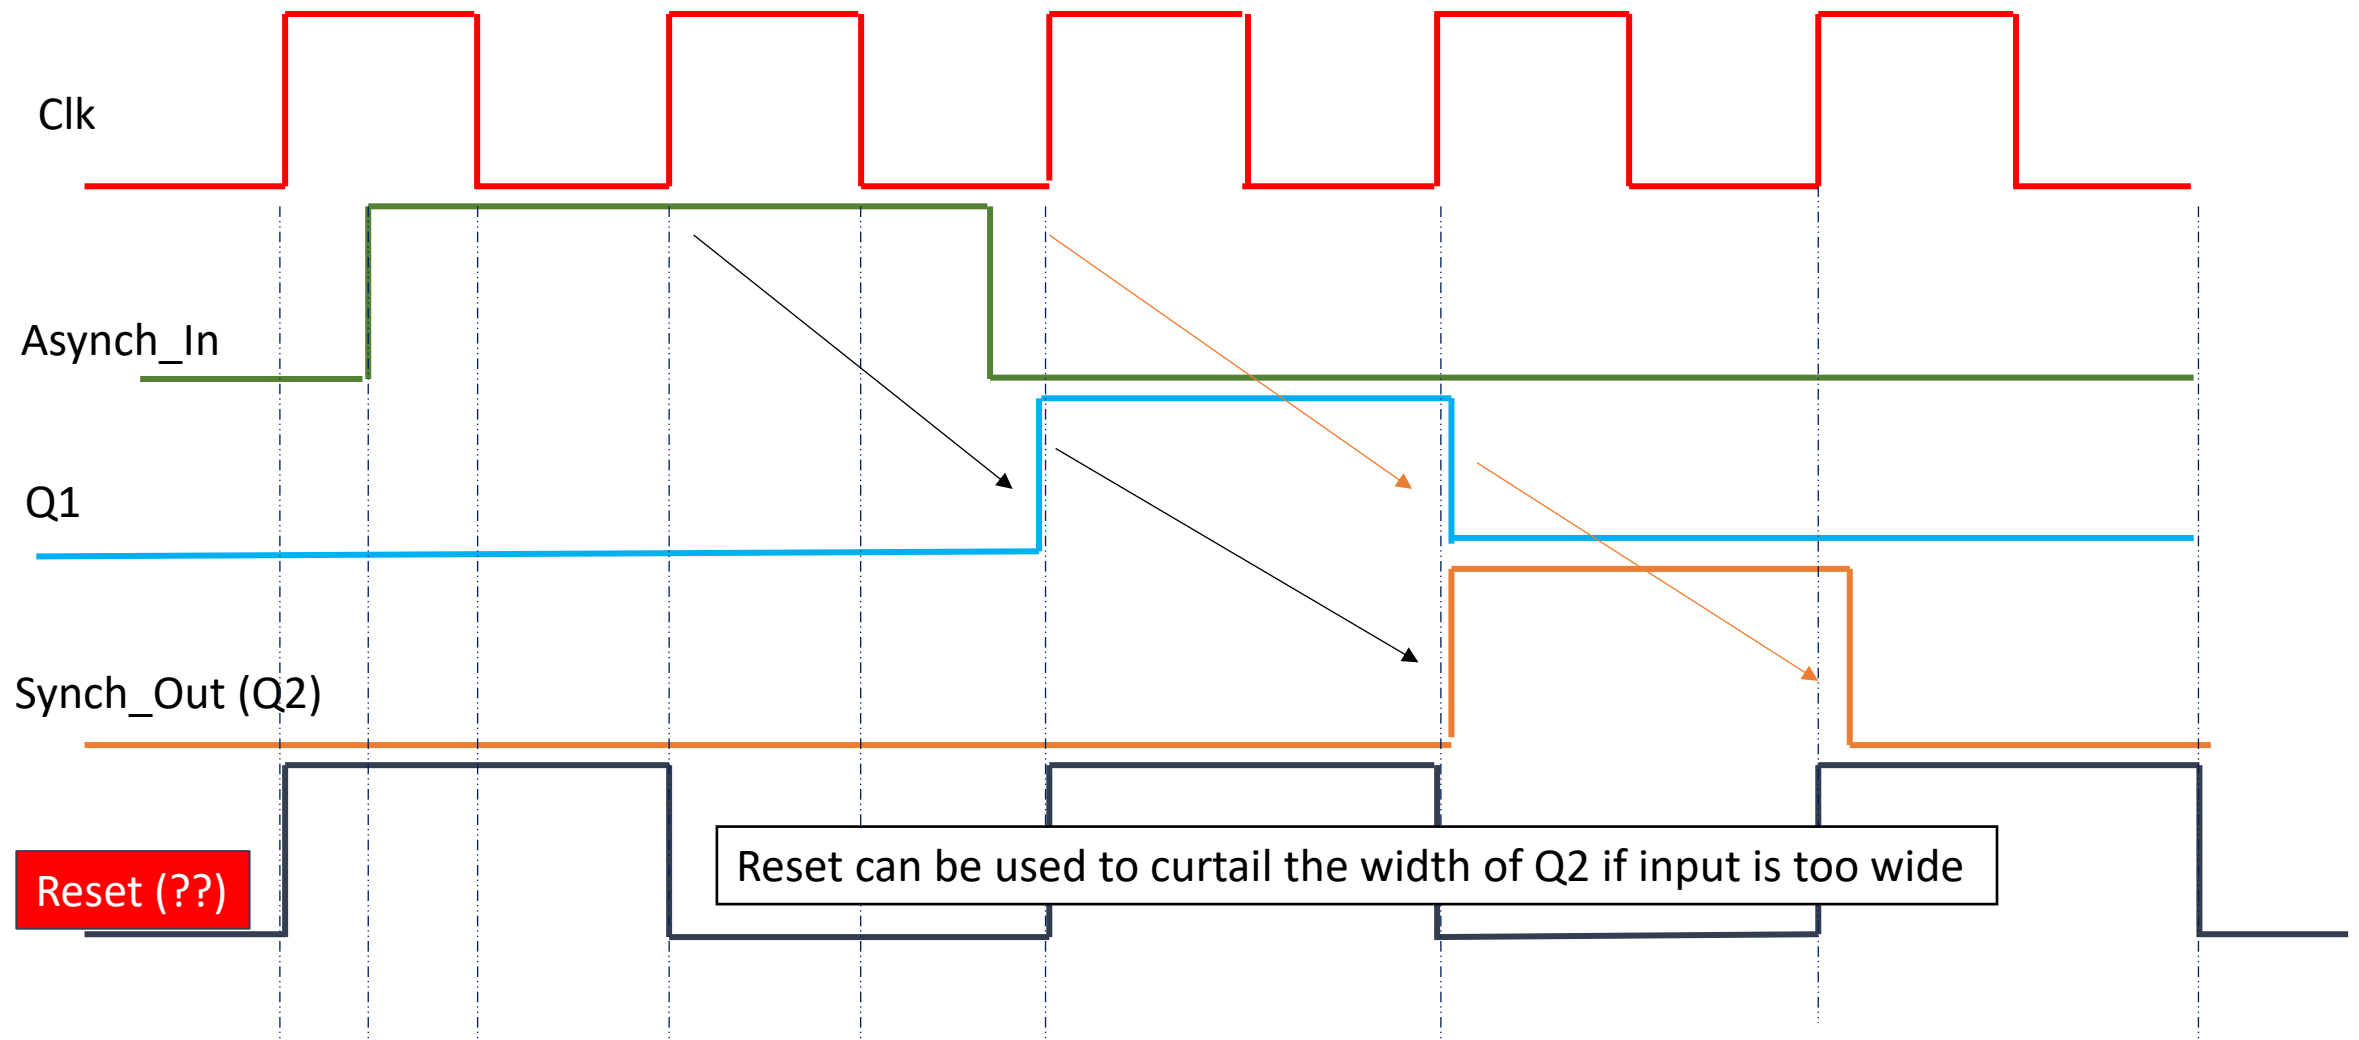 Clk
Asynch_In
Q1
Synch_Out (Q2)
Reset (??)
Reset can be used to curtail the width of Q2 if input is too wide